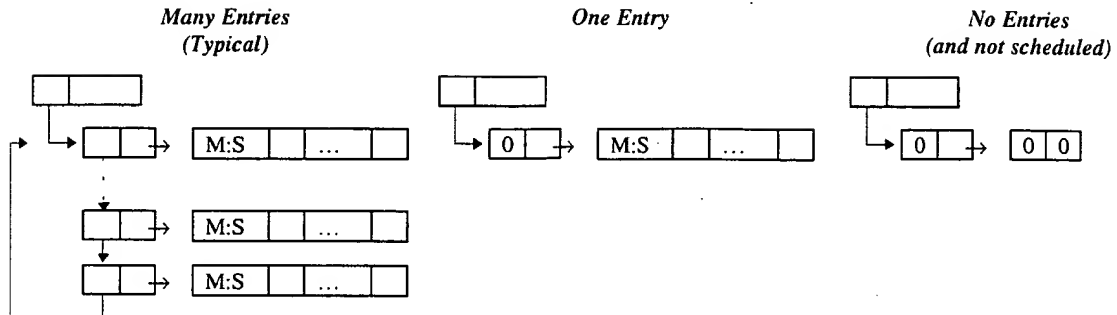 Many Entries
(Typical)
One Entry
No Entries
(and not scheduled)
M:S ...
0 M:S ...
0 0 0
M:S ...
M:S ...